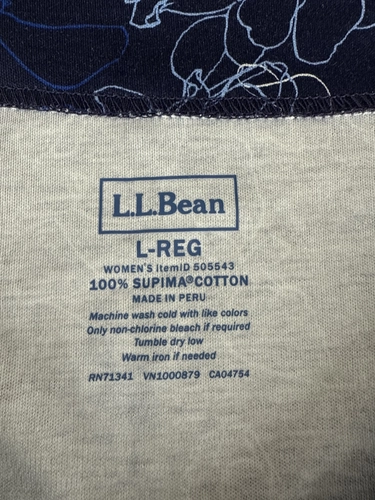 L.L.Bean
L-REG
WOMEN'S ItemID 505543
100% SUPIMA®COTTON
MADE IN PERU
Machine wash cold with like colors
Only non-chlorine bleach if required
Tumble dry low
Warm iron if needed
RN71341 VN1000879 CA04754